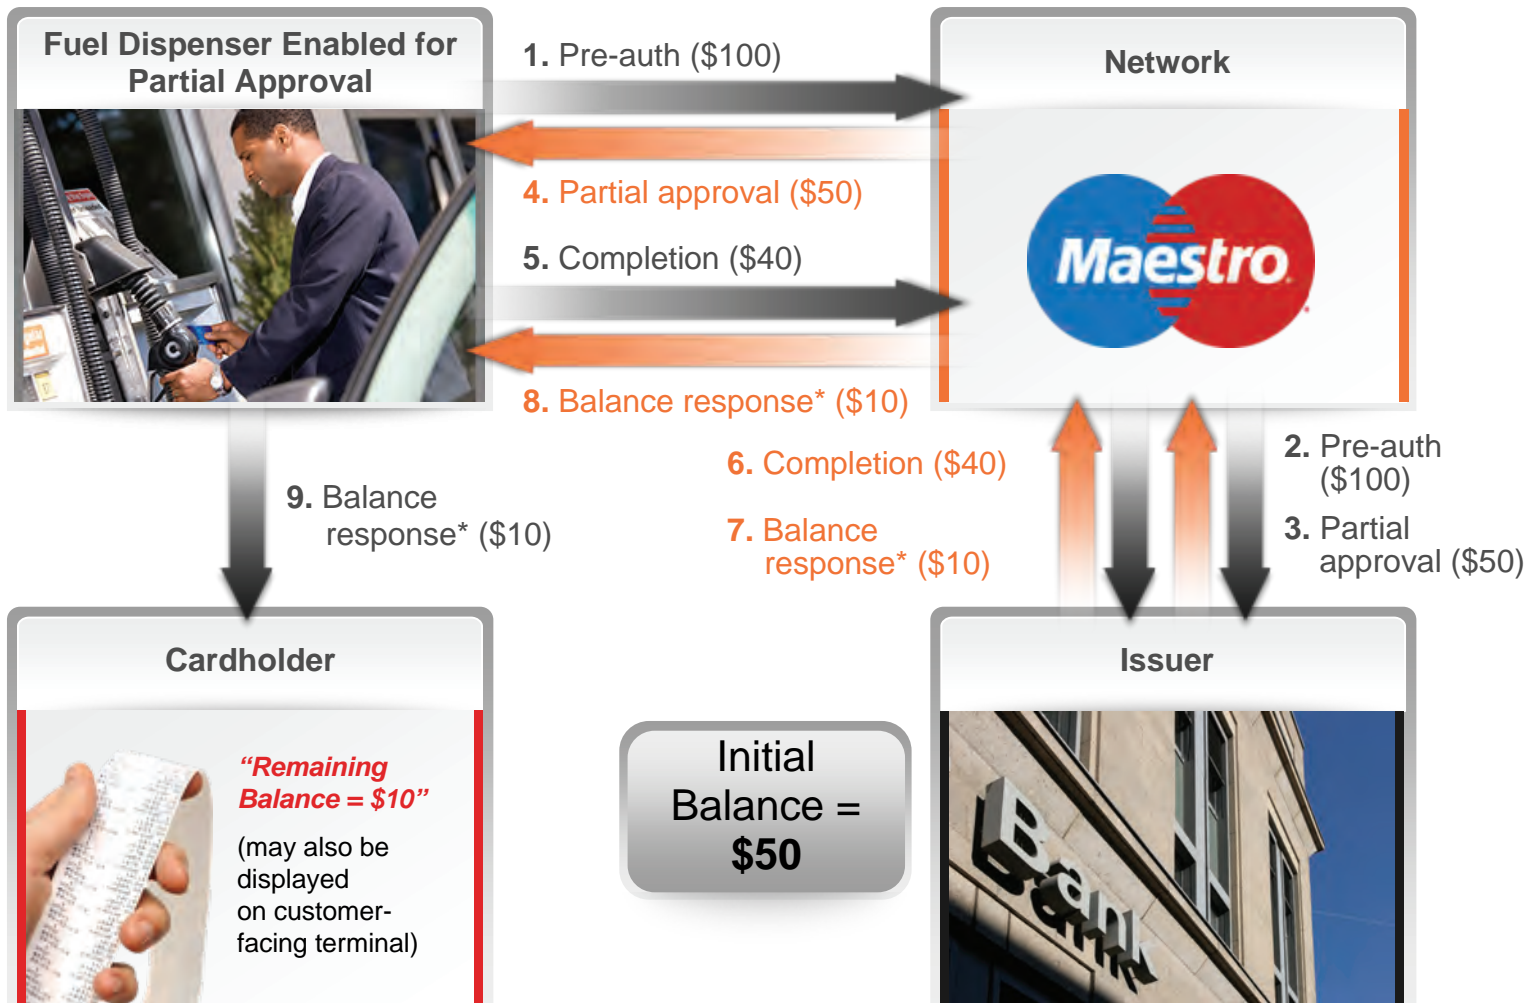 Fuel Dispenser Enabled for
Partial Approval
1. Pre-auth ($100)
Network
4. Partial approval ($50)
5. Completion ($40)
Maestro
8. Balance response* ($10)
6. Completion ($40)
7. Balance
response* ($10)
2. Pre-auth
($100)
3. Partial
approval ($50)
9. Balance
response* ($10)
Cardholder
“Remaining
Balance = $10”
(may also be
displayed
on customer-
facing terminal)
Initial
Balance =
$50
Issuer
Bank